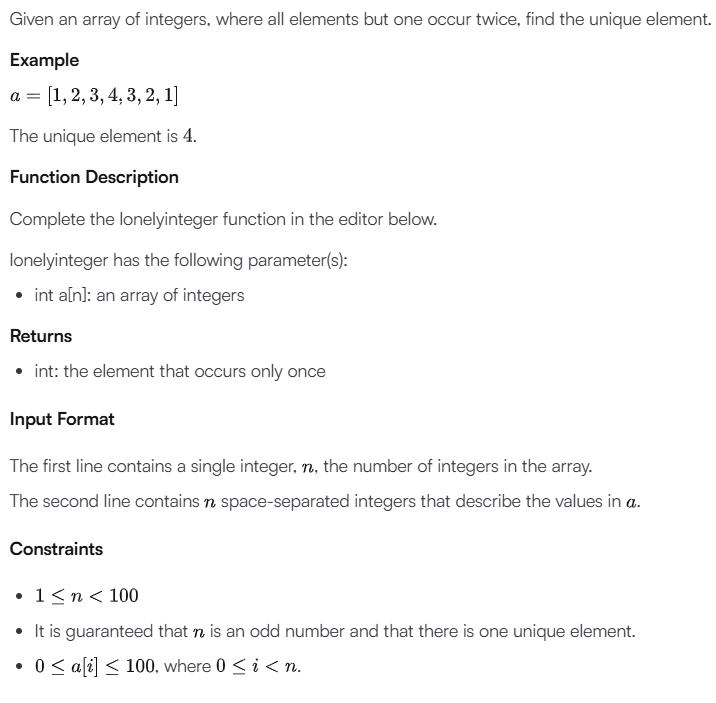 Given an array of integers, where all elements but one occur twice, find the unique element.
Example
a = [1, 2, 3, 4, 3, 2, 1]
The unique element is 4.
Function Description
Complete the lonelyinteger function in the editor below.
lonelyinteger has the following parameter(s):
• int a[n]: an array of integers
Returns
• int: the element that occurs only once
Input Format
The first line contains a single integer, n, the number of integers in the array.
The second line contains n space-separated integers that describe the values in a.
Constraints
• 1 ≤ n < 100
• It is guaranteed that n is an odd number and that there is one unique element.
• 0 ≤ a[i] ≤ 100, where 0 ≤ i < n.